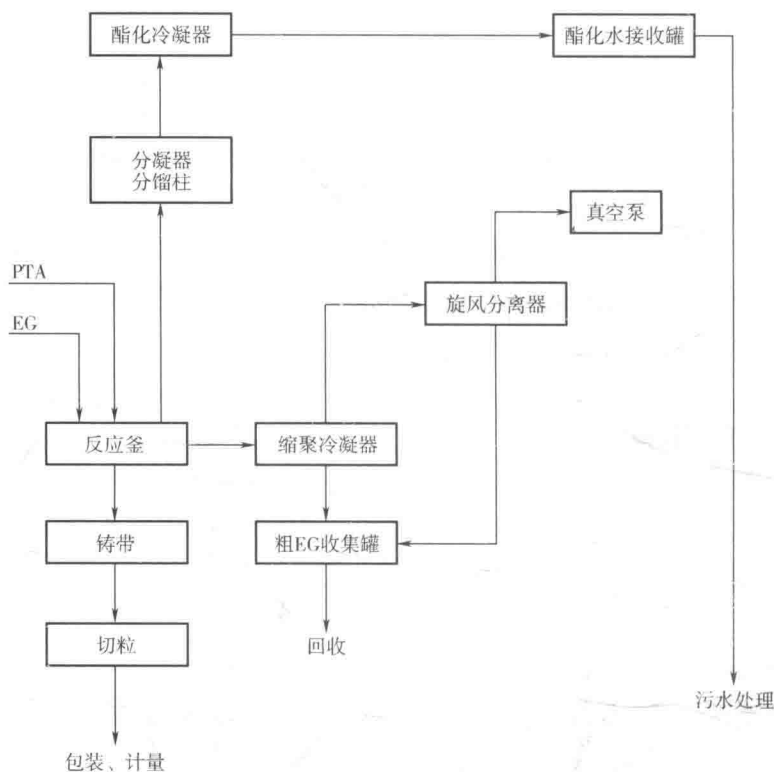 酯化冷凝器
酯化水接收罐
分凝器
分馏柱
真空泵
PTA
旋风分离器
EG
反应釜
缩聚冷凝器
铸带
粗EG收集罐
切粒
回收
污水处理
包装、计量